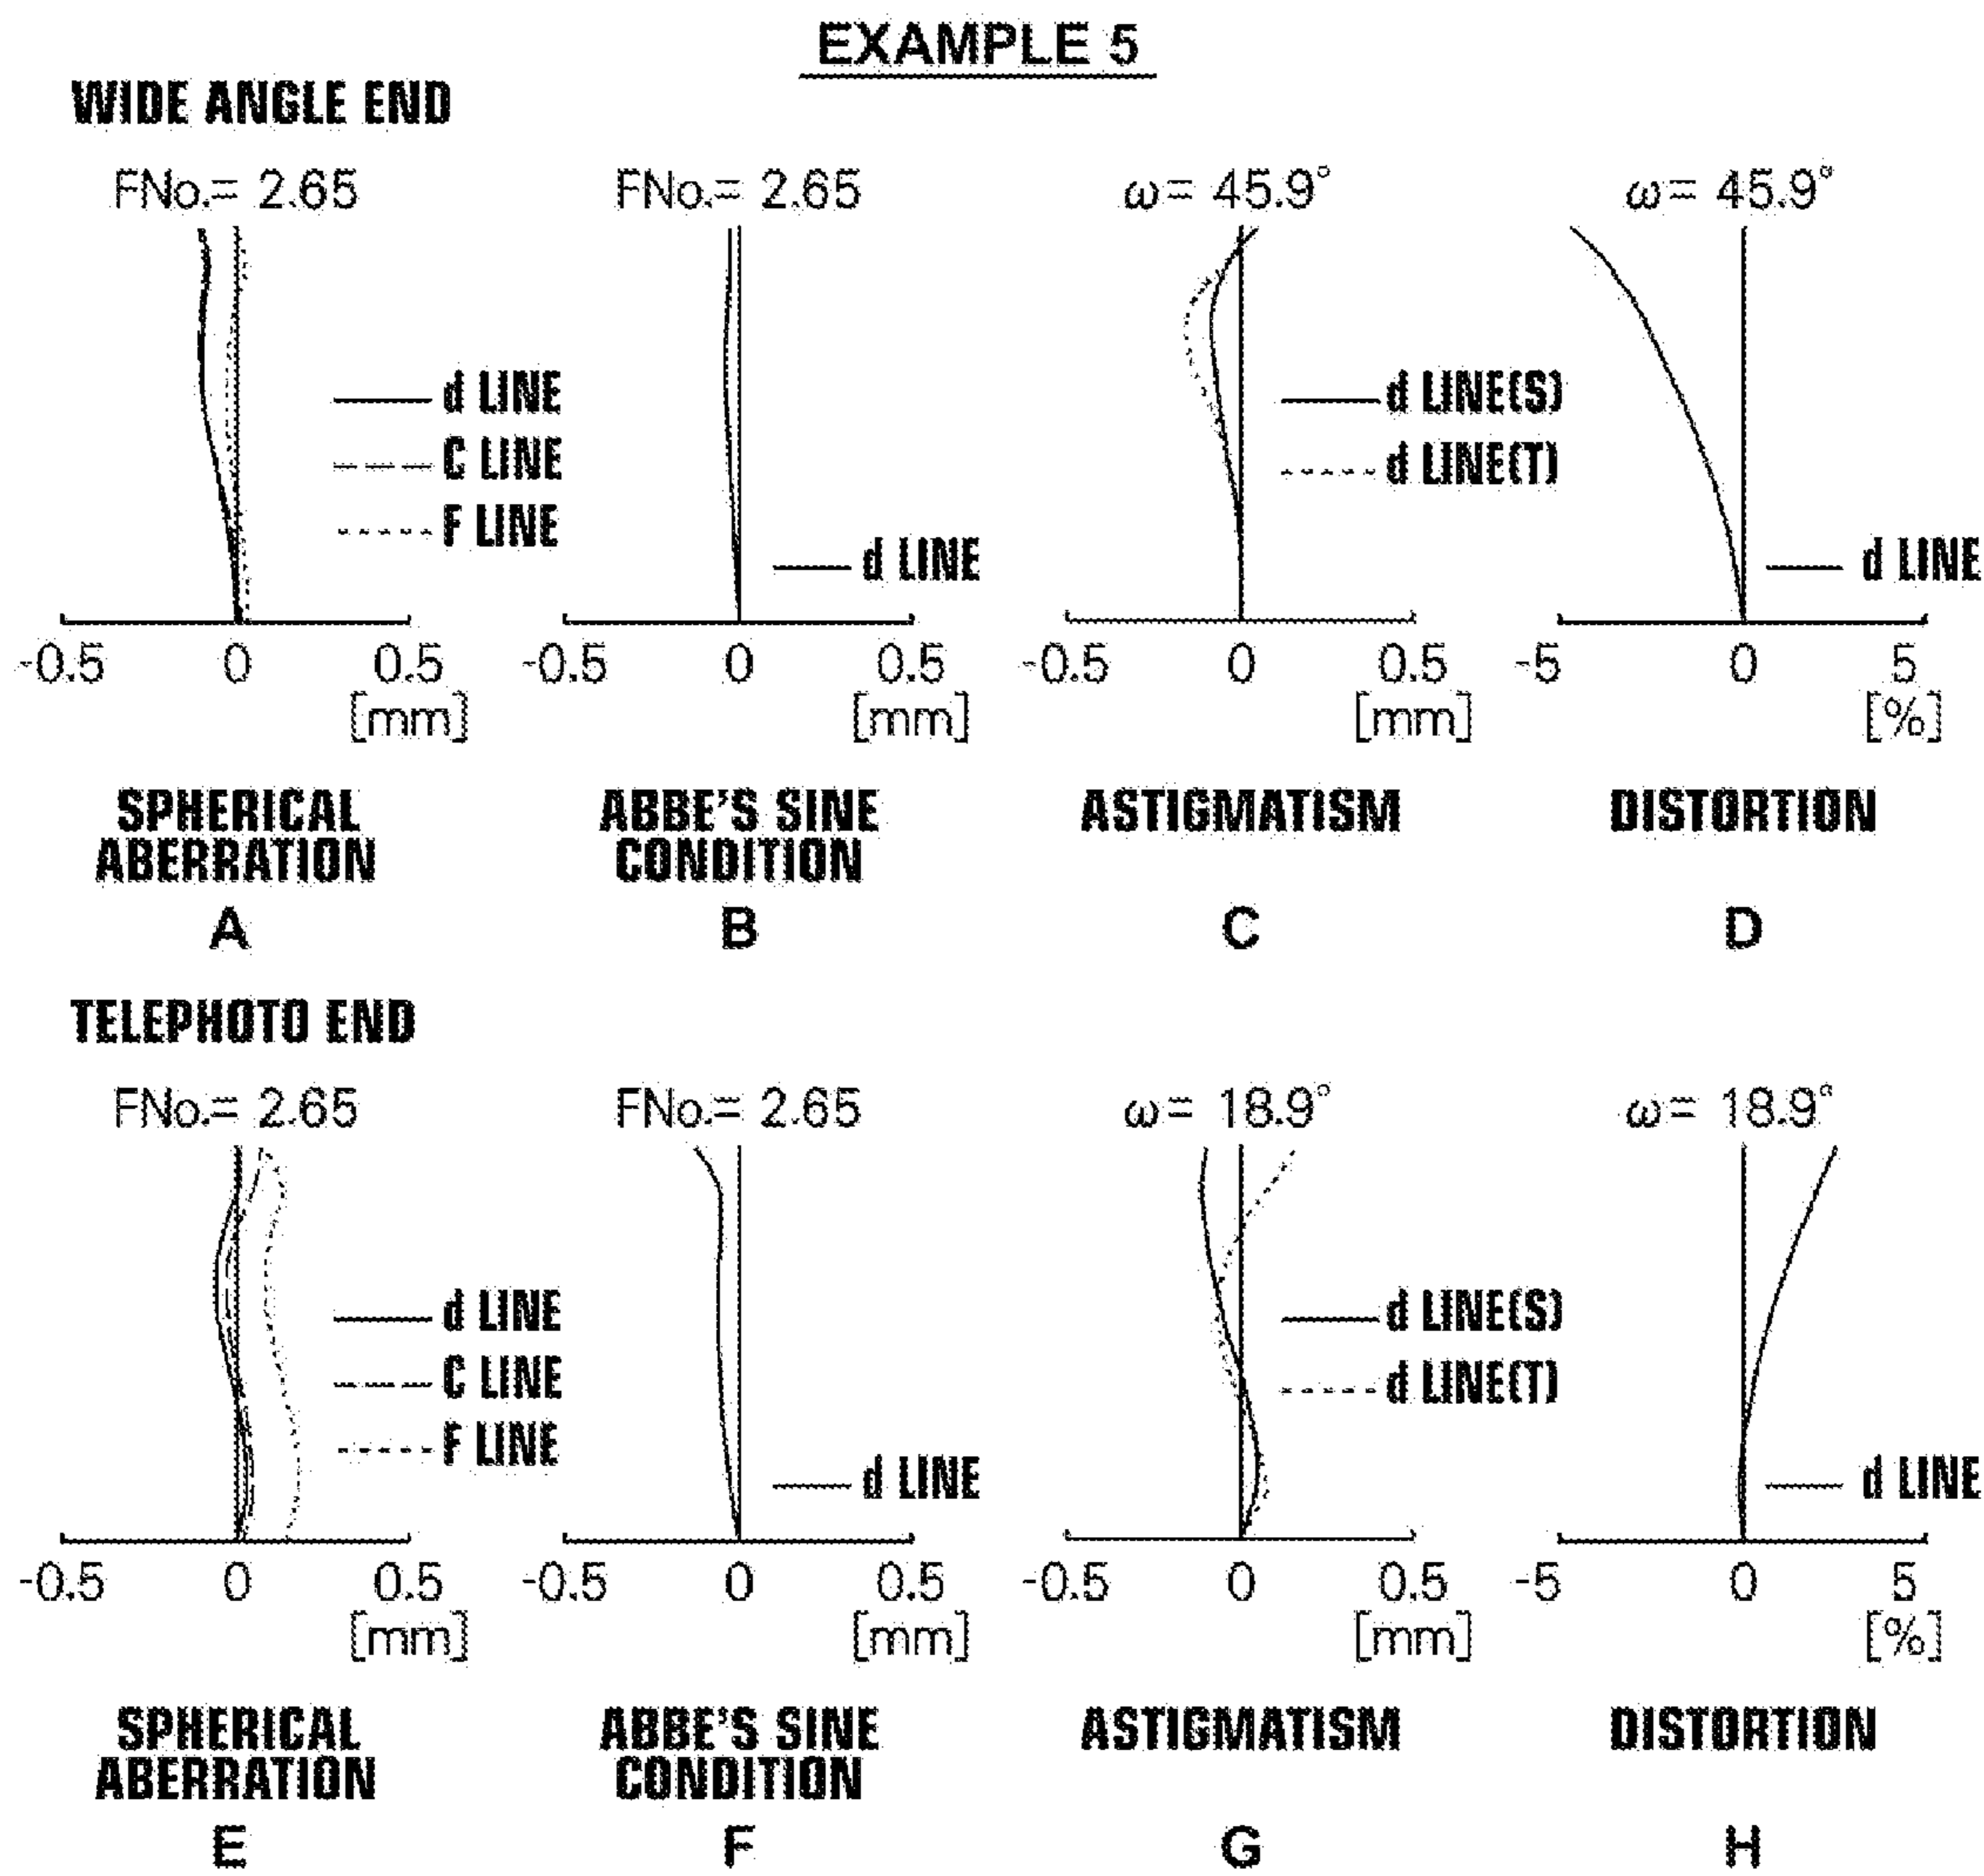 EXAMPLE 5
WIDE ANGLE END
FNo.= 2.65
FNo.= 2.65
ω= 45.9°
ω= 45.9°
d LINE
C LINE
F LINE
d LINE
d LINE(S)
d LINE(T)
d LINE
-0.5 0 0.5
[mm]
-0.5 0 0.5
[mm]
-0.5 0 0.5
[mm]
-5 0 5
[%]
SPHERICAL
ABERRATION
ABBE'S SINE
CONDITION
ASTIGMATISM
DISTORTION
A
B
C
D
TELEPHOTO END
FNo.= 2.65
FNo.= 2.65
ω= 18.9°
ω= 18.9°
d LINE
C LINE
F LINE
d LINE
d LINE(S)
d LINE(T)
d LINE
-0.5 0 0.5
[mm]
-0.5 0 0.5
[mm]
-0.5 0 0.5
[mm]
-5 0 5
[%]
SPHERICAL
ABERRATION
ABBE'S SINE
CONDITION
ASTIGMATISM
DISTORTION
E
F
G
H